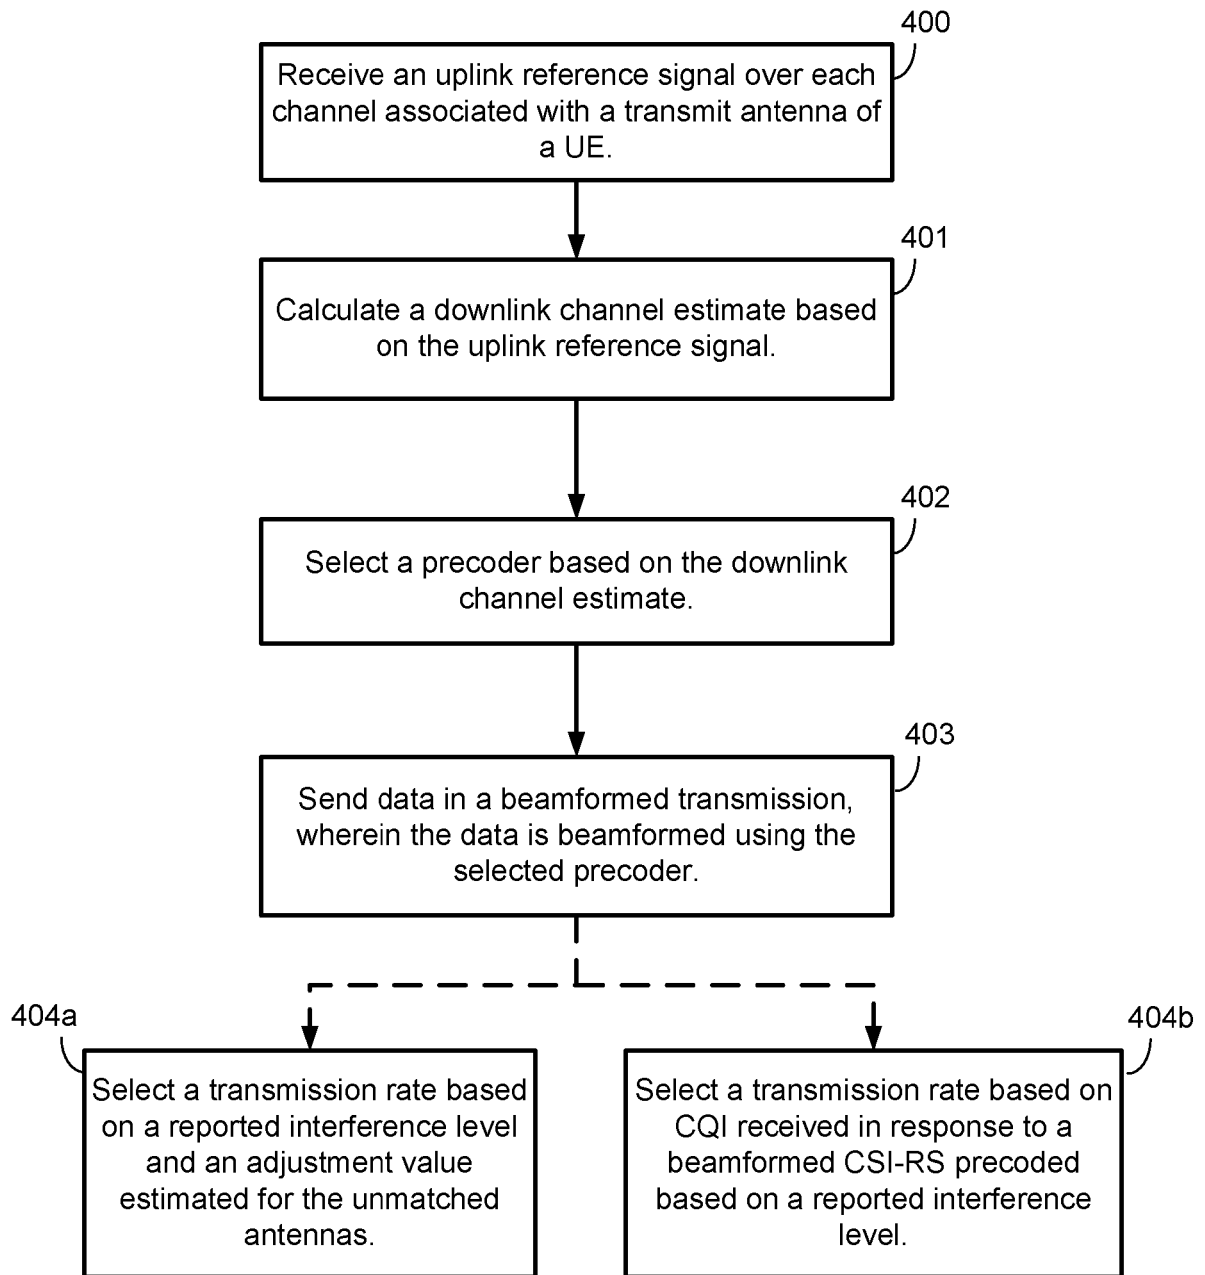 400
Receive an uplink reference signal over each
channel associated with a transmit antenna of
a UE.
401
Calculate a downlink channel estimate based
on the uplink reference signal.
402
Select a precoder based on the downlink
channel estimate.
403
Send data in a beamformed transmission,
wherein the data is beamformed using the
selected precoder.
404a
Select a transmission rate based
on a reported interference level
and an adjustment value
estimated for the unmatched
antennas.
404b
Select a transmission rate based on
CQI received in response to a
beamformed CSI-RS precoded
based on a reported interference
level.